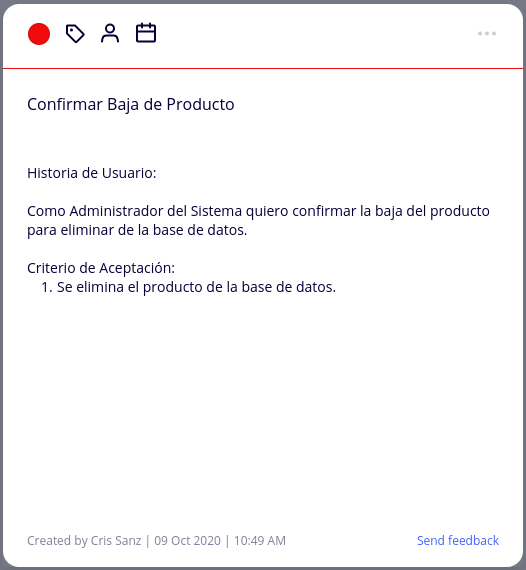 Confirmar Baja de Producto
Historia de Usuario:
Como Administrador del Sistema quiero confirmar la baja del producto
para eliminar de la base de datos.
Criterio de Aceptación:
1. Se elimina el producto de la base de datos.
Created by Cris Sanz | 09 Oct 2020 | 10:49 AM
Send feedback